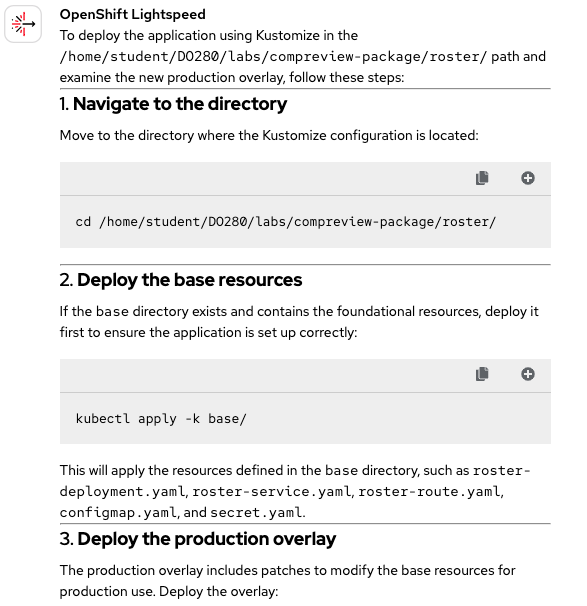 OpenShift Lightspeed
To deploy the application using Kustomize in the
/home/student/DO280/labs/compreview-package/roster/ path and
examine the new production overlay, follow these steps:
1. Navigate to the directory
Move to the directory where the Kustomize configuration is located:
cd /home/student/DO280/labs/compreview-package/roster/
2. Deploy the base resources
If the base directory exists and contains the foundational resources, deploy it
first to ensure the application is set up correctly:
kubectl apply -k base/
This will apply the resources defined in the base directory, such as roster-
deployment.yaml, roster-service.yaml, roster-route.yaml,
configmap.yaml, and secret.yaml.
3. Deploy the production overlay
The production overlay includes patches to modify the base resources for
production use. Deploy the overlay: